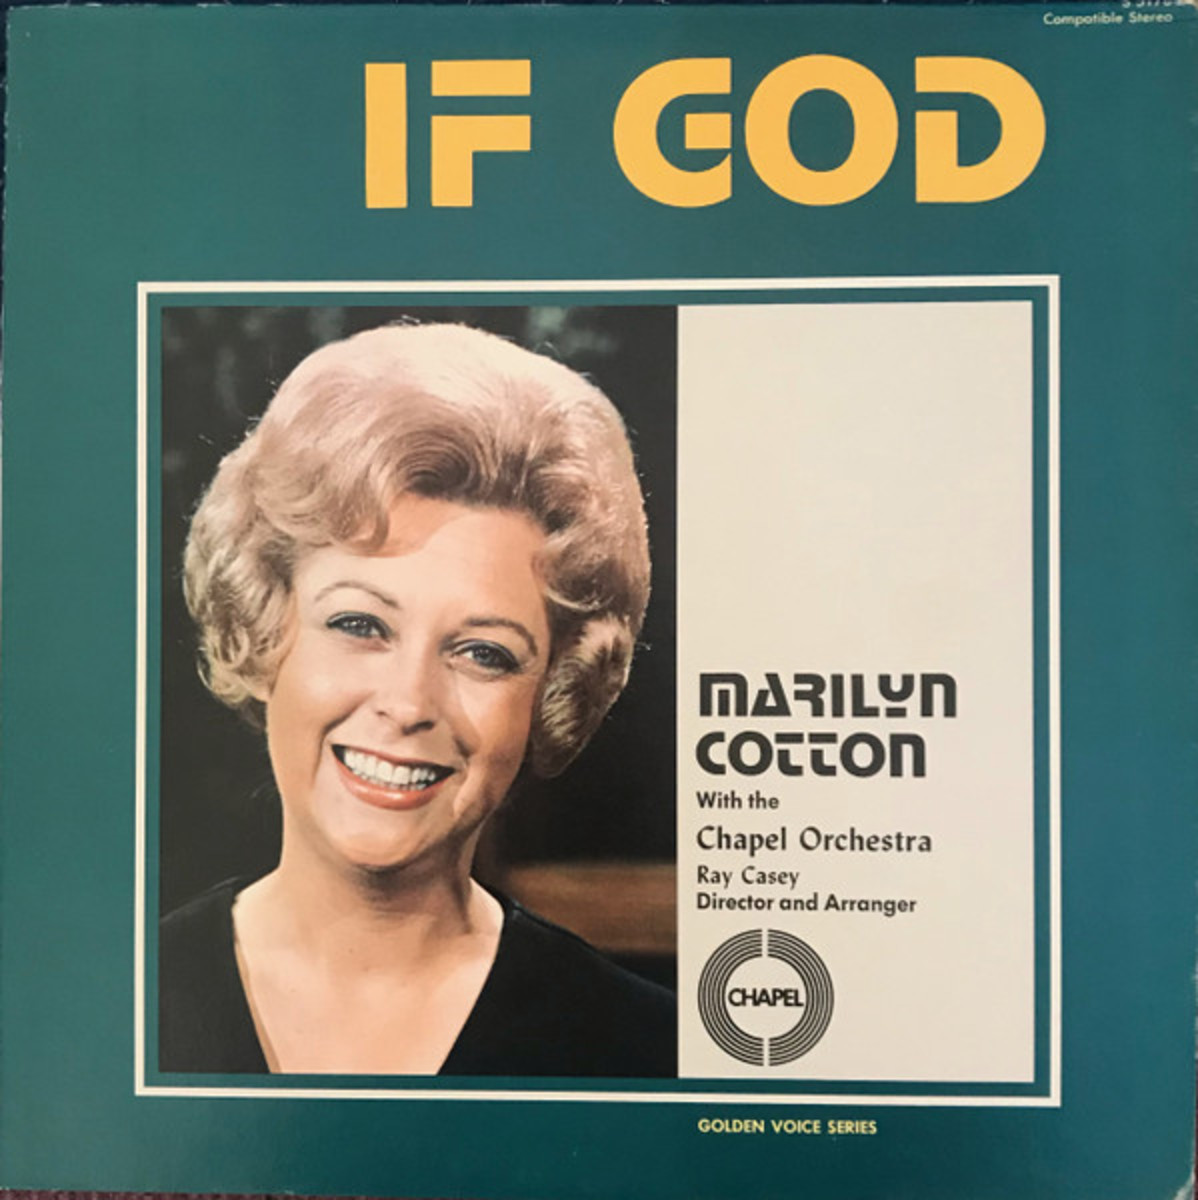 Compatible Stereo
IF GOD
MARILYN
COTTON
With the
Chapel Orchestra
Ray Casey
Director and Arranger
CHAPEL
GOLDEN VOICE SERIES